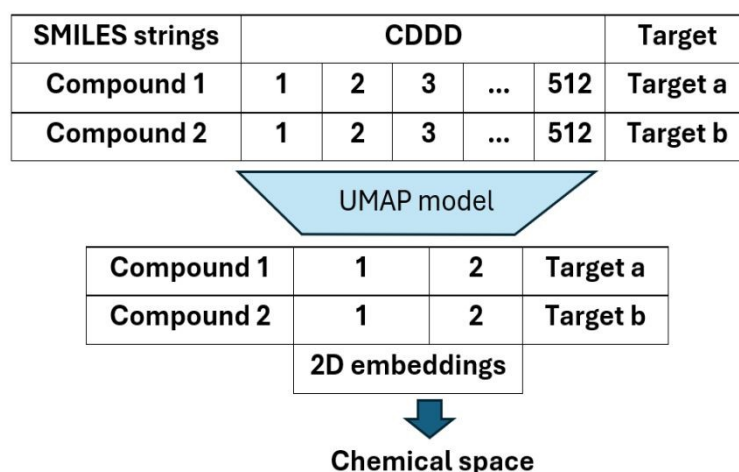 SMILES strings CDDD Target
Compound 1 1 2 3 ... 512 Target a
Compound 2 1 2 3 ... 512 Target b
UMAP model
Compound 1 1 2 Target a
Compound 2 1 2 Target b
2D embeddings
Chemical space